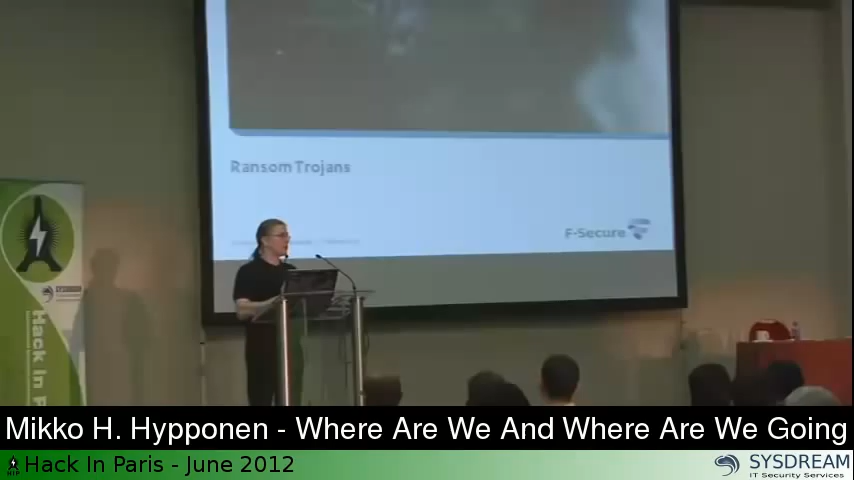 Ransom Trojans
F-Secure
SYSDREAM
Hack In P
Mikko H. Hypponen - Where Are We And Where Are We Going
Hack In Paris - June 2012
SYSDREAM
IT Security Services